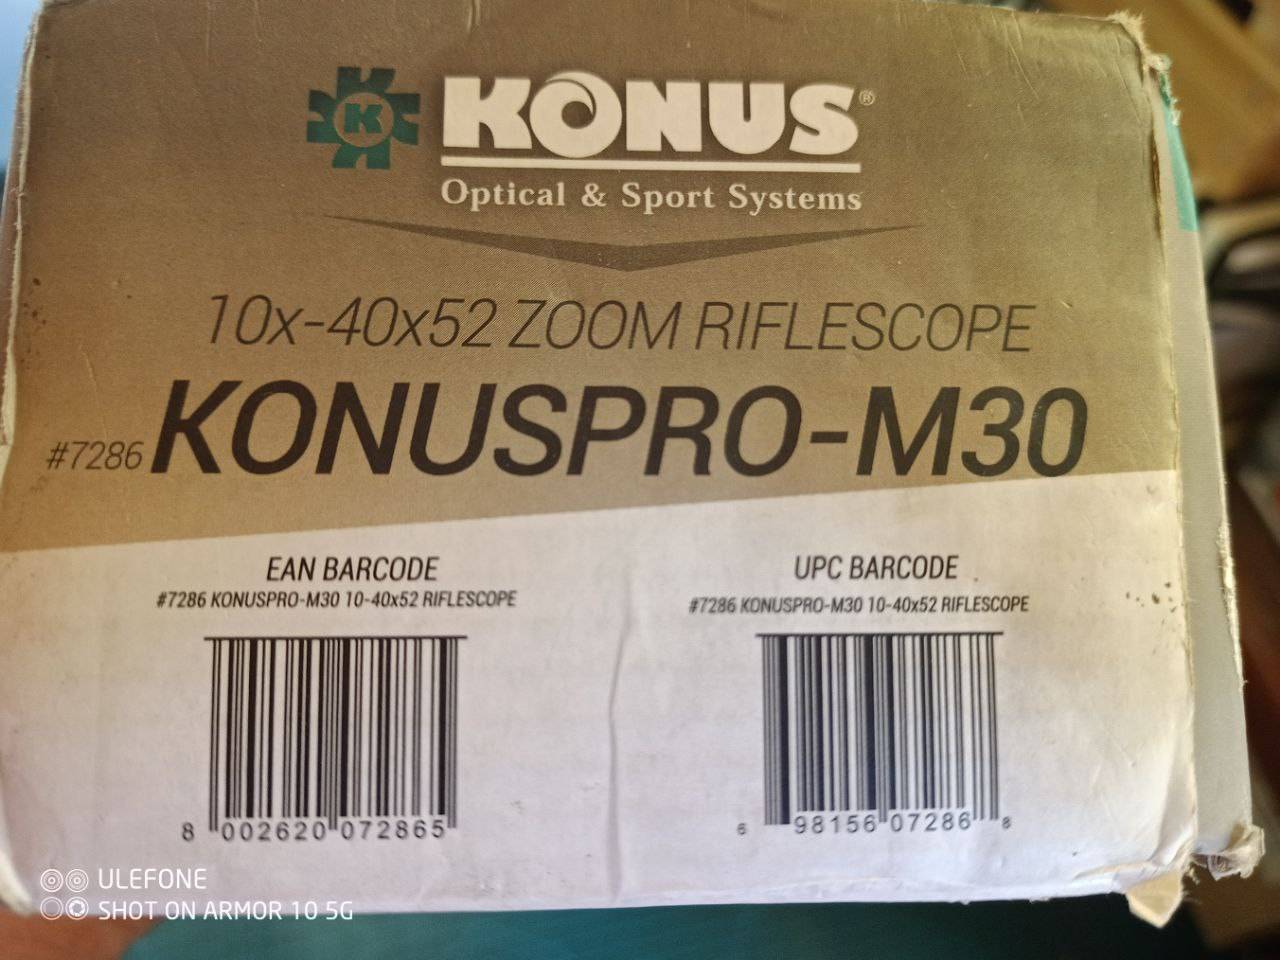 K
KONUS®
Optical & Sport Systems
10x-40x52 ZOOM RIFLESCOPE
#7286 KONUSPRO-M30
EAN BARCODE
#7286 KONUSPRO-M30 10-40x52 RIFLESCOPE
8 002620 072865
UPC BARCODE
#7286 KONUSPRO-M30 10-40x52 RIFLESCOPE
6 98156 07286 8
ULEFONE
SHOT ON ARMOR 10 5G